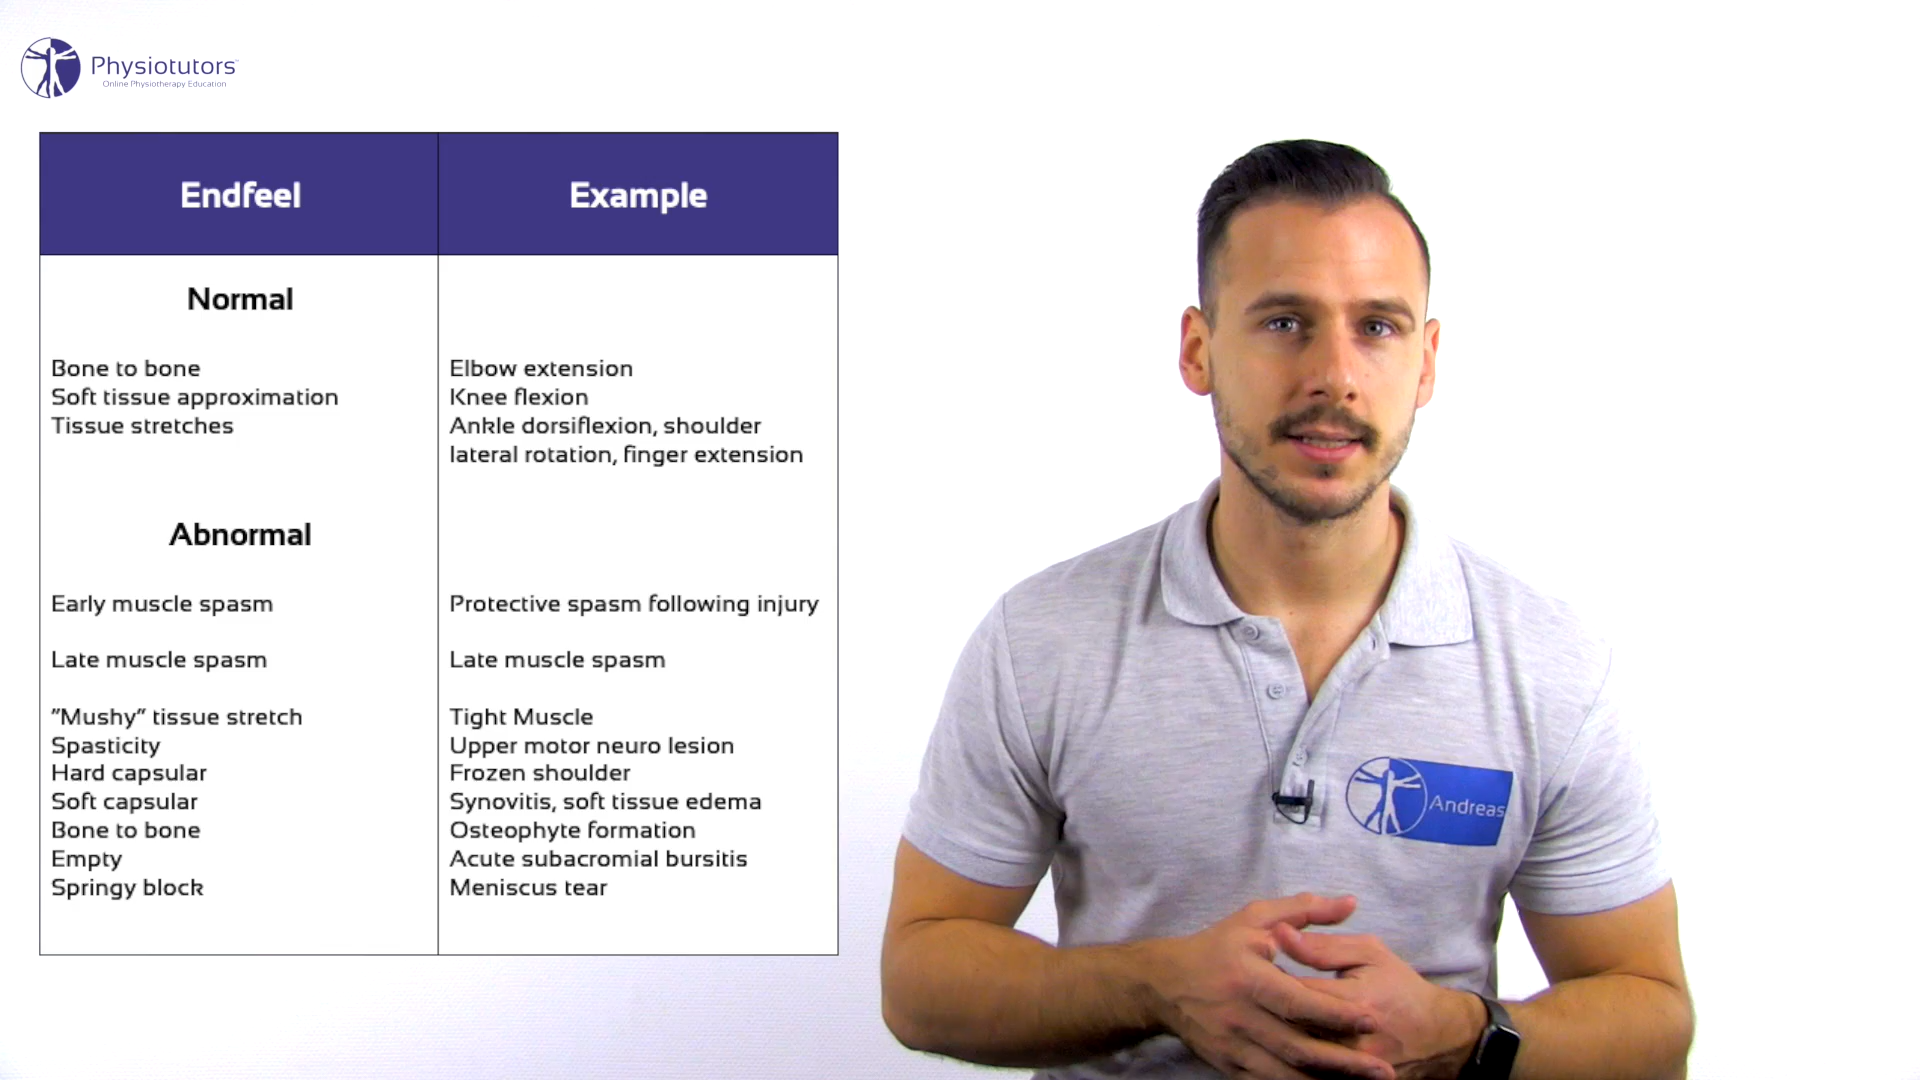 Physiotutors
Online Physiotherapy Education
Endfeel
Example
Normal
Bone to bone
Elbow extension
Soft tissue approximation
Knee flexion
Tissue stretches
Ankle dorsiflexion, shoulder
lateral rotation, finger extension
Abnormal
Early muscle spasm
Protective spasm following injury
Late muscle spasm
Late muscle spasm
"Mushy" tissue stretch
Tight Muscle
Spasticity
Upper motor neuro lesion
Hard capsular
Frozen shoulder
Soft capsular
Synovitis, soft tissue edema
Bone to bone
Osteophyte formation
Empty
Acute subacromial bursitis
Springy block
Meniscus tear
Andreas